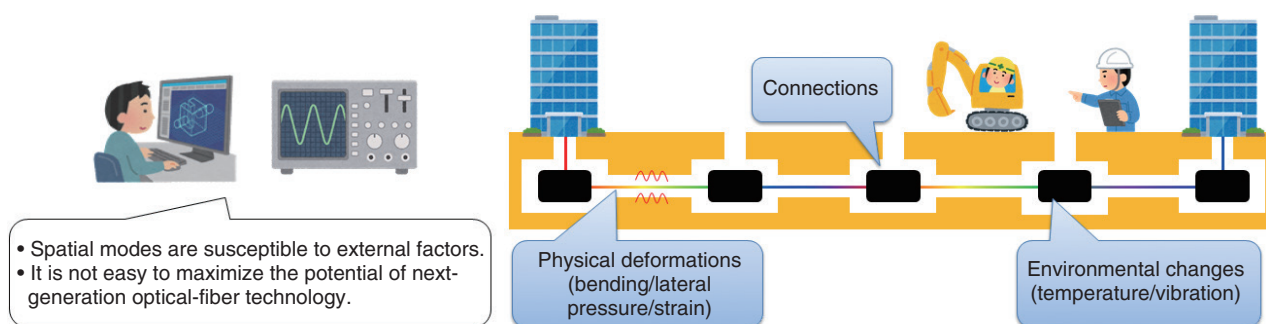 • Spatial modes are susceptible to external factors.
• It is not easy to maximize the potential of next-
generation optical-fiber technology.
Connections
Physical deformations
(bending/lateral
pressure/strain)
Environmental changes
(temperature/vibration)